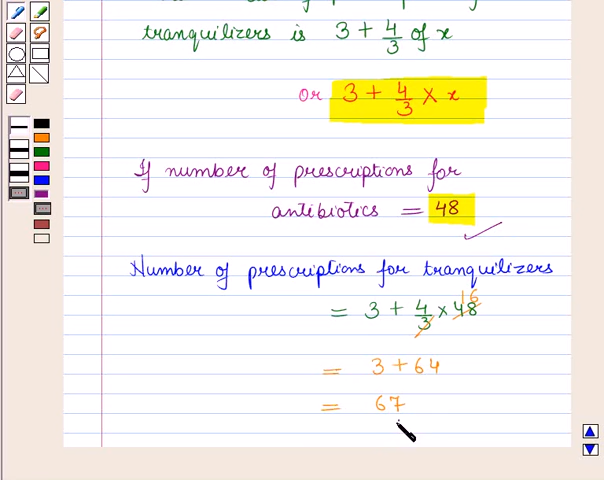 tranquilizers is 3 + 4/3 of x
or 3 + 4/3 × x
If number of prescriptions for
antibiotics = 48
Number of prescriptions for tranquilizers
= 3 + 4/3 × 48 16
= 3 + 64
= 67